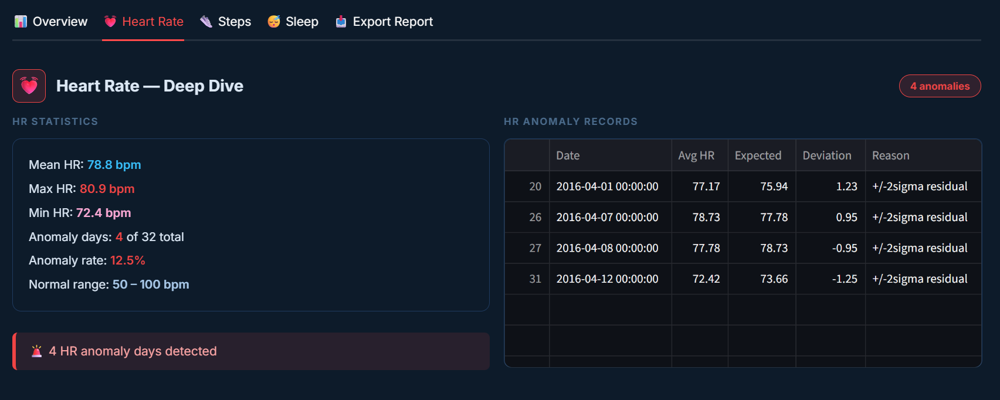 Overview Heart Rate Steps Sleep Export Report
Heart Rate — Deep Dive
4 anomalies
HR STATISTICS
Mean HR: 78.8 bpm
Max HR: 80.9 bpm
Min HR: 72.4 bpm
Anomaly days: 4 of 32 total
Anomaly rate: 12.5%
Normal range: 50 – 100 bpm
4 HR anomaly days detected
HR ANOMALY RECORDS
Date Avg HR Expected Deviation Reason
20 2016-04-01 00:00:00 77.17 75.94 1.23 +/-2sigma residual
26 2016-04-07 00:00:00 78.73 77.78 0.95 +/-2sigma residual
27 2016-04-08 00:00:00 77.78 78.73 -0.95 +/-2sigma residual
31 2016-04-12 00:00:00 72.42 73.66 -1.25 +/-2sigma residual